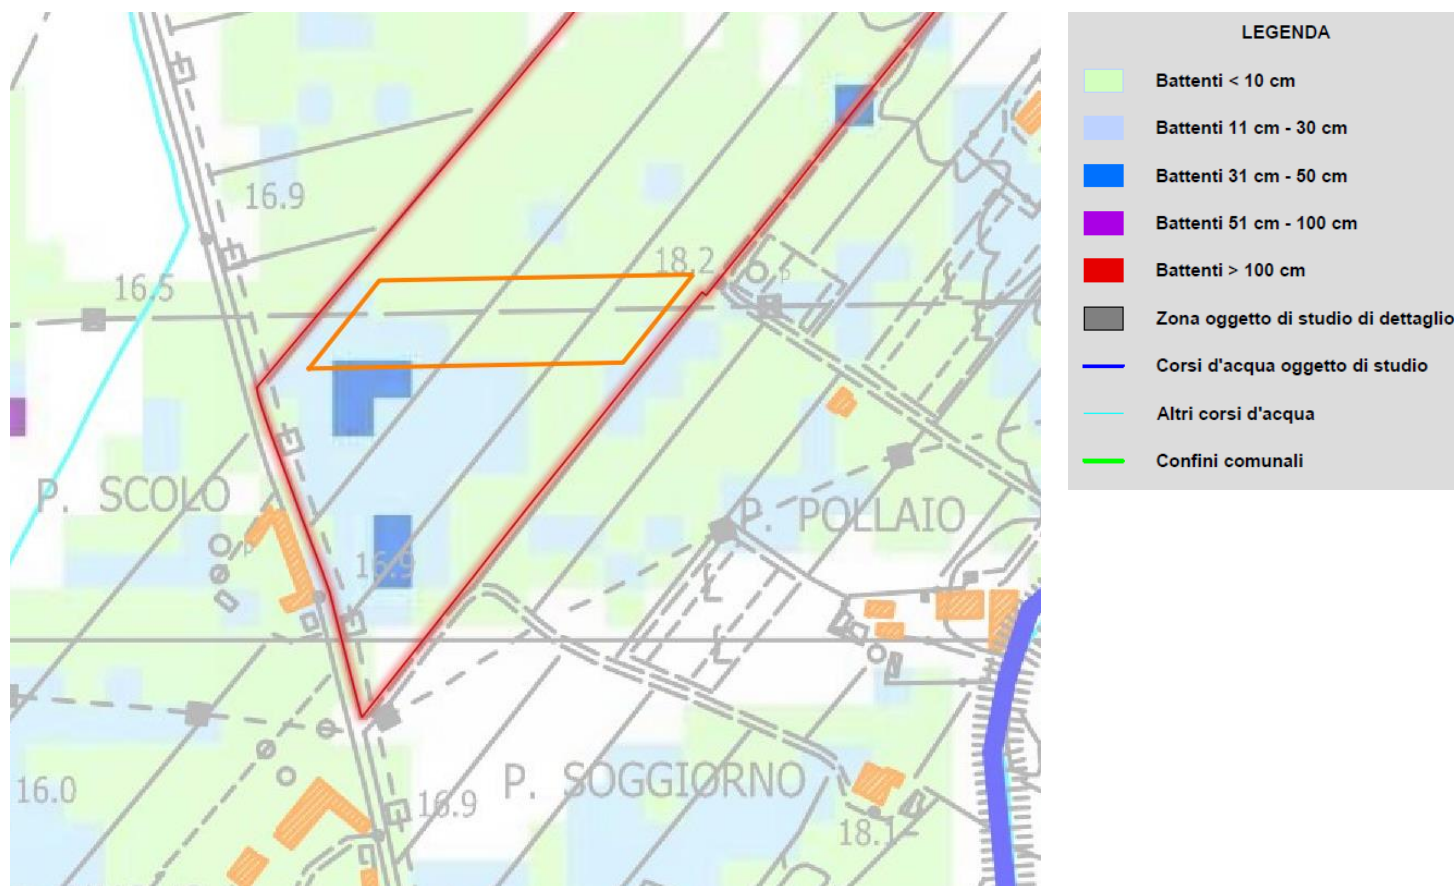 16.9
18.2
16.5
P. SCOLO
P. POLLAIO
16.9
P. SOGGIORNO
16.0
16.9
18.1
LEGENDA
Battenti < 10 cm
Battenti 11 cm - 30 cm
Battenti 31 cm - 50 cm
Battenti 51 cm - 100 cm
Battenti > 100 cm
Zona oggetto di studio di dettaglio
Corsi d'acqua oggetto di studio
Altri corsi d'acqua
Confini comunali